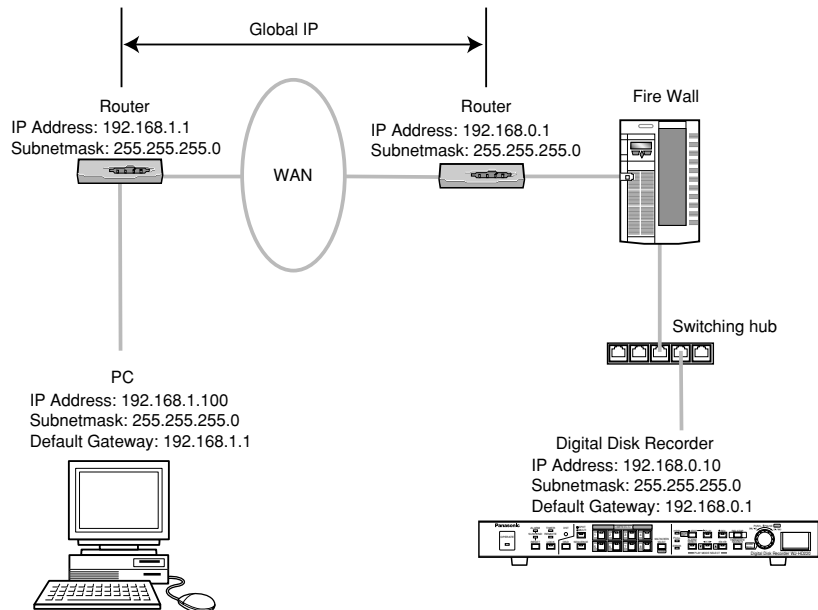 Global IP
Router
IP Address: 192.168.1.1
Subnetmask: 255.255.255.0
Router
IP Address: 192.168.0.1
Subnetmask: 255.255.255.0
Fire Wall
WAN
Switching hub
PC
IP Address: 192.168.1.100
Subnetmask: 255.255.255.0
Default Gateway: 192.168.1.1
Digital Disk Recorder
IP Address: 192.168.0.10
Subnetmask: 255.255.255.0
Default Gateway: 192.168.0.1
Panasonic